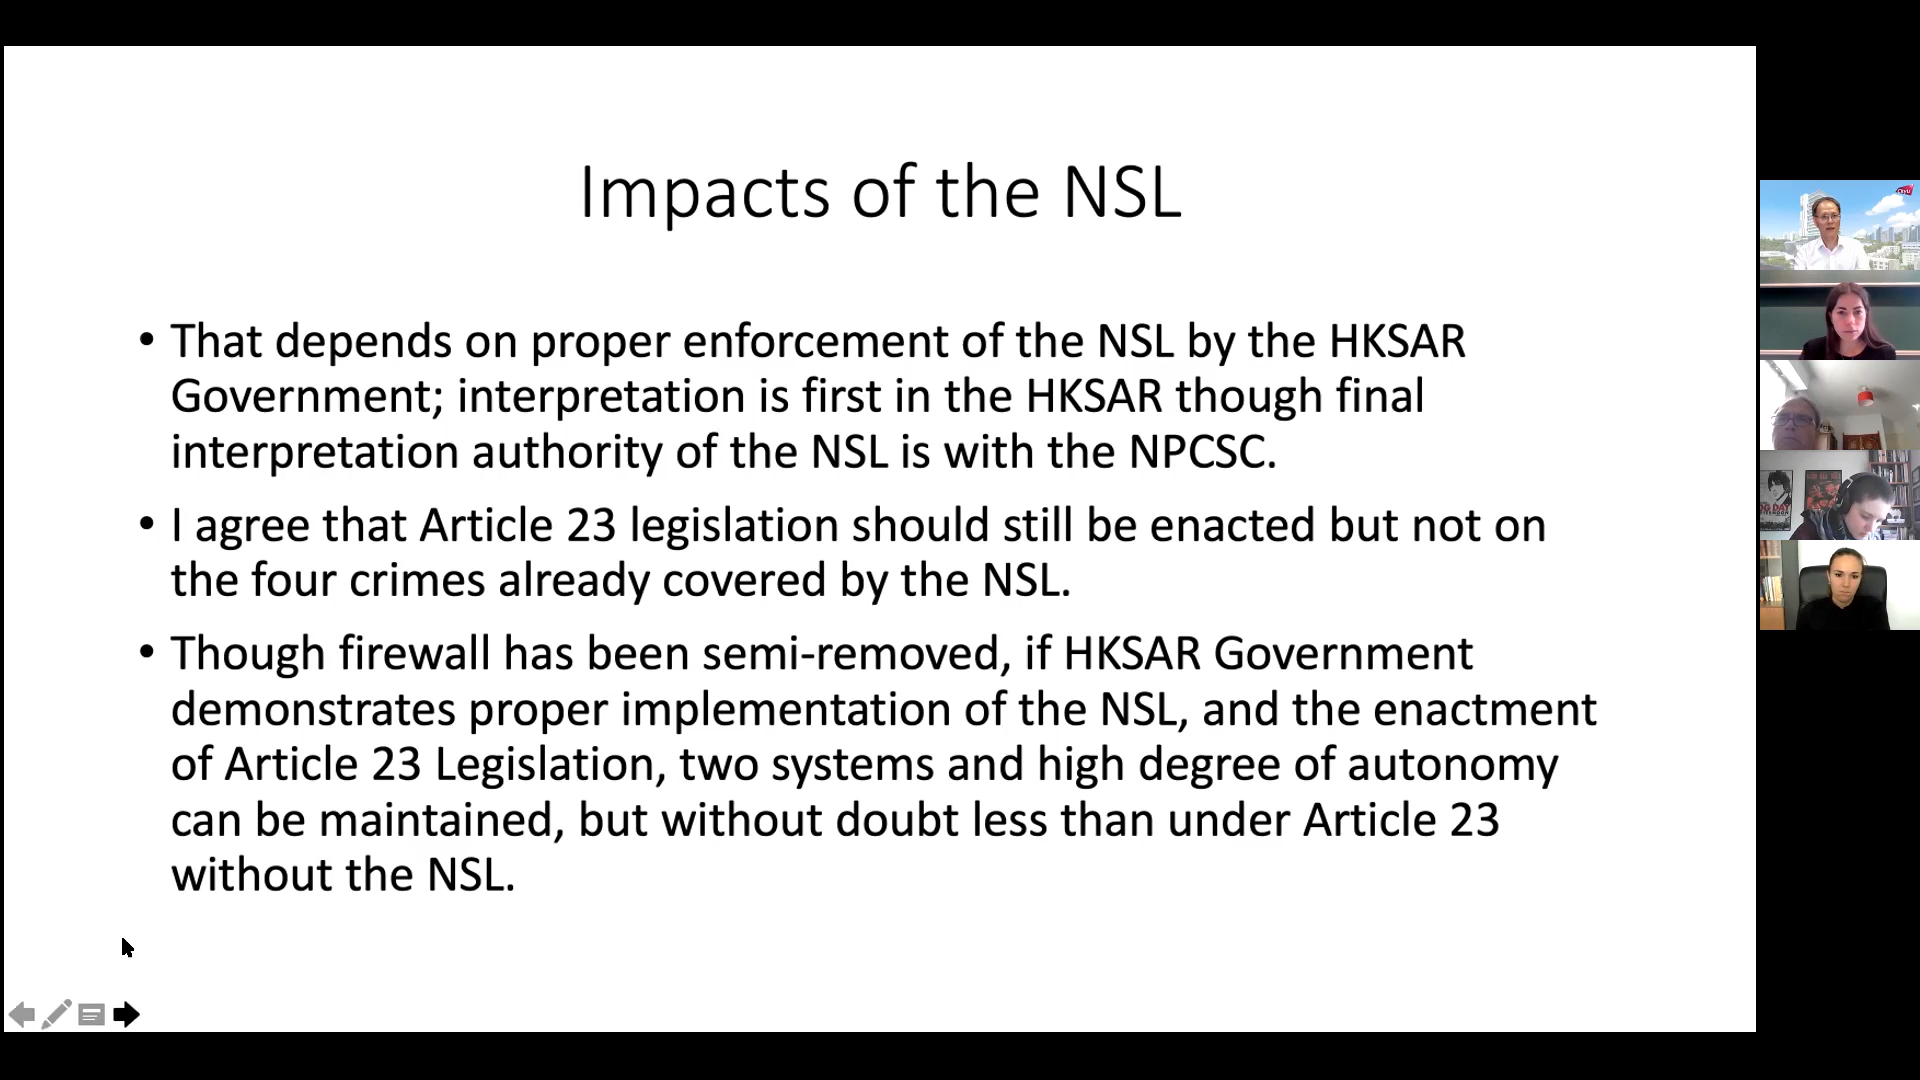 Impacts of the NSL
• That depends on proper enforcement of the NSL by the HKSAR
Government; interpretation is first in the HKSAR though final
interpretation authority of the NSL is with the NPCSC.
• I agree that Article 23 legislation should still be enacted but not on
the four crimes already covered by the NSL.
• Though firewall has been semi-removed, if HKSAR Government
demonstrates proper implementation of the NSL, and the enactment
of Article 23 Legislation, two systems and high degree of autonomy
can be maintained, but without doubt less than under Article 23
without the NSL.